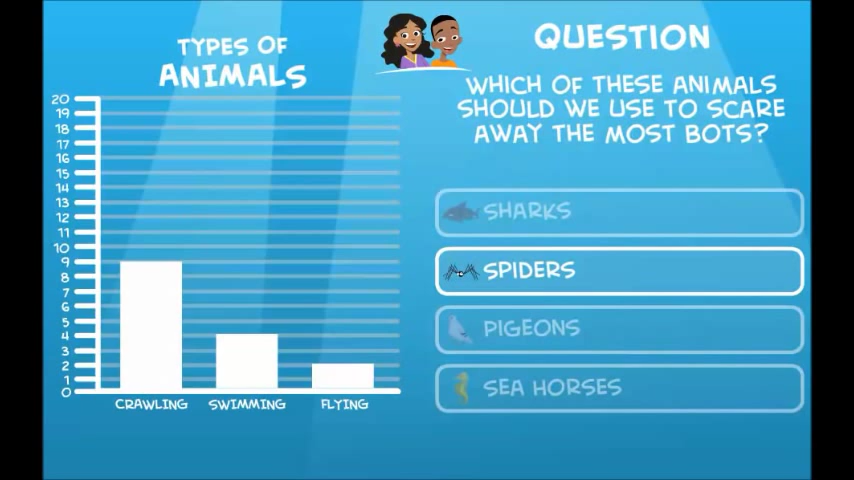 TYPES OF
ANIMALS
20
19
18
17
16
15
14
13
12
11
10
9
8
7
6
5
4
3
2
1
0
CRAWLING
SWIMMING
FLYING
QUESTION
WHICH OF THESE ANIMALS
SHOULD WE USE TO SCARE
AWAY THE MOST BOTS?
SHARKS
SPIDERS
PIGEONS
SEA HORSES